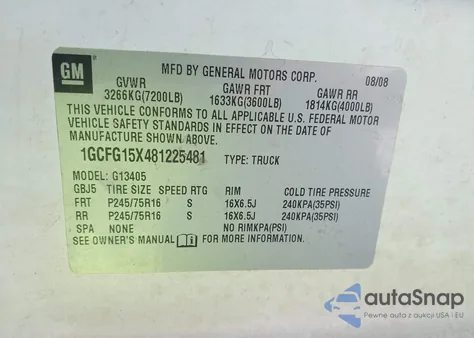 GM
MFD BY GENERAL MOTORS CORP. 08/08
GVWR GAWR FRT GAWR RR
3266KG(7200LB) 1633KG(3600LB) 1814KG(4000LB)
THIS VEHICLE CONFORMS TO ALL APPLICABLE U.S. FEDERAL MOTOR
VEHICLE SAFETY STANDARDS IN EFFECT ON THE DATE OF
MANUFACTURE SHOWN ABOVE.
1GCFG15X481225481 TYPE: TRUCK
MODEL: G13405
GBJ5 TIRE SIZE SPEED RTG RIM COLD TIRE PRESSURE
FRT P245/75R16 S 16X6.5J 240KPA(35PSI)
RR P245/75R16 S 16X6.5J 240KPA(35PSI)
SPA NONE NO RIMKPA(PSI)
SEE OWNER'S MANUAL FOR MORE INFORMATION.
autoSnap
Pewne auta z aukcji USA i EU